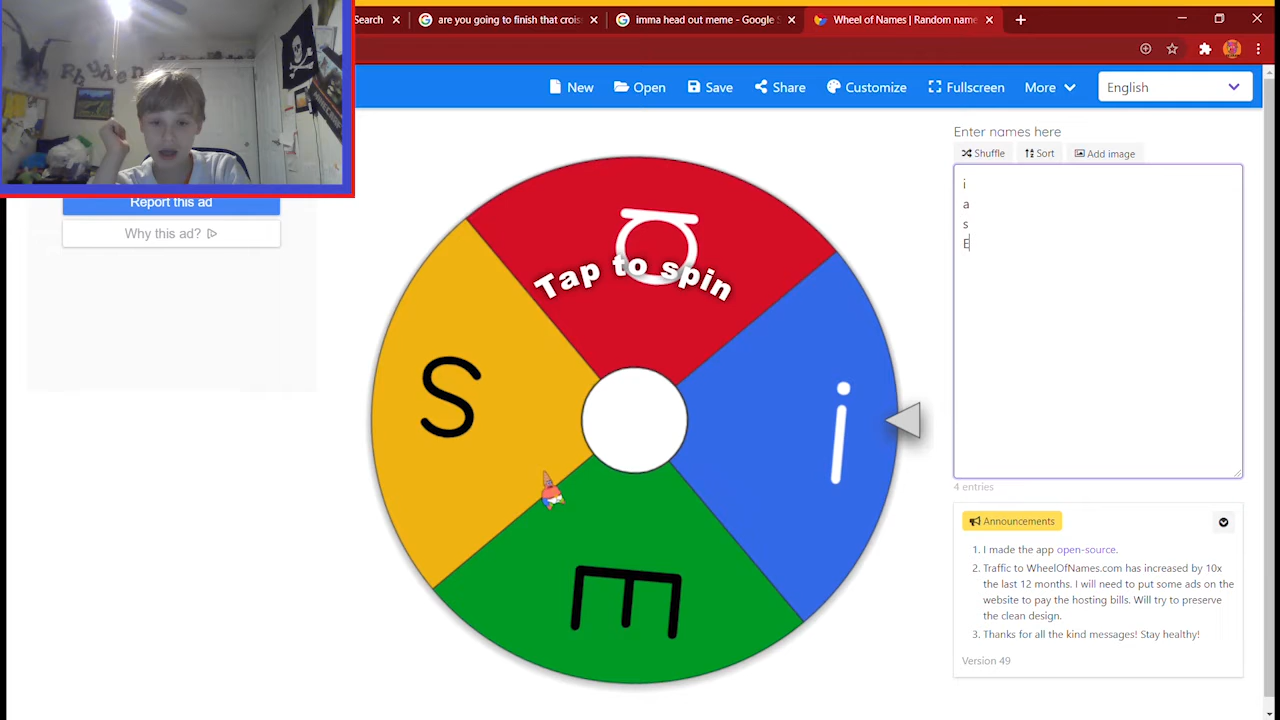 Search
are you going to finish that crois
imma head out meme - Google S
Wheel of Names | Random name
New
Open
Save
Share
Customize
Fullscreen
More
English
Rhyden
Report this ad
Why this ad?
Enter names here
Shuffle
Sort
Add image
i
a
s
E
4 entries
a
Tap to spin
s
i
E
Announcements
1. I made the app open-source.
2. Traffic to WheelOfNames.com has increased by 10x
the last 12 months. I will need to put some ads on the
website to pay the hosting bills. Will try to preserve
the clean design.
3. Thanks for all the kind messages! Stay healthy!
Version 49